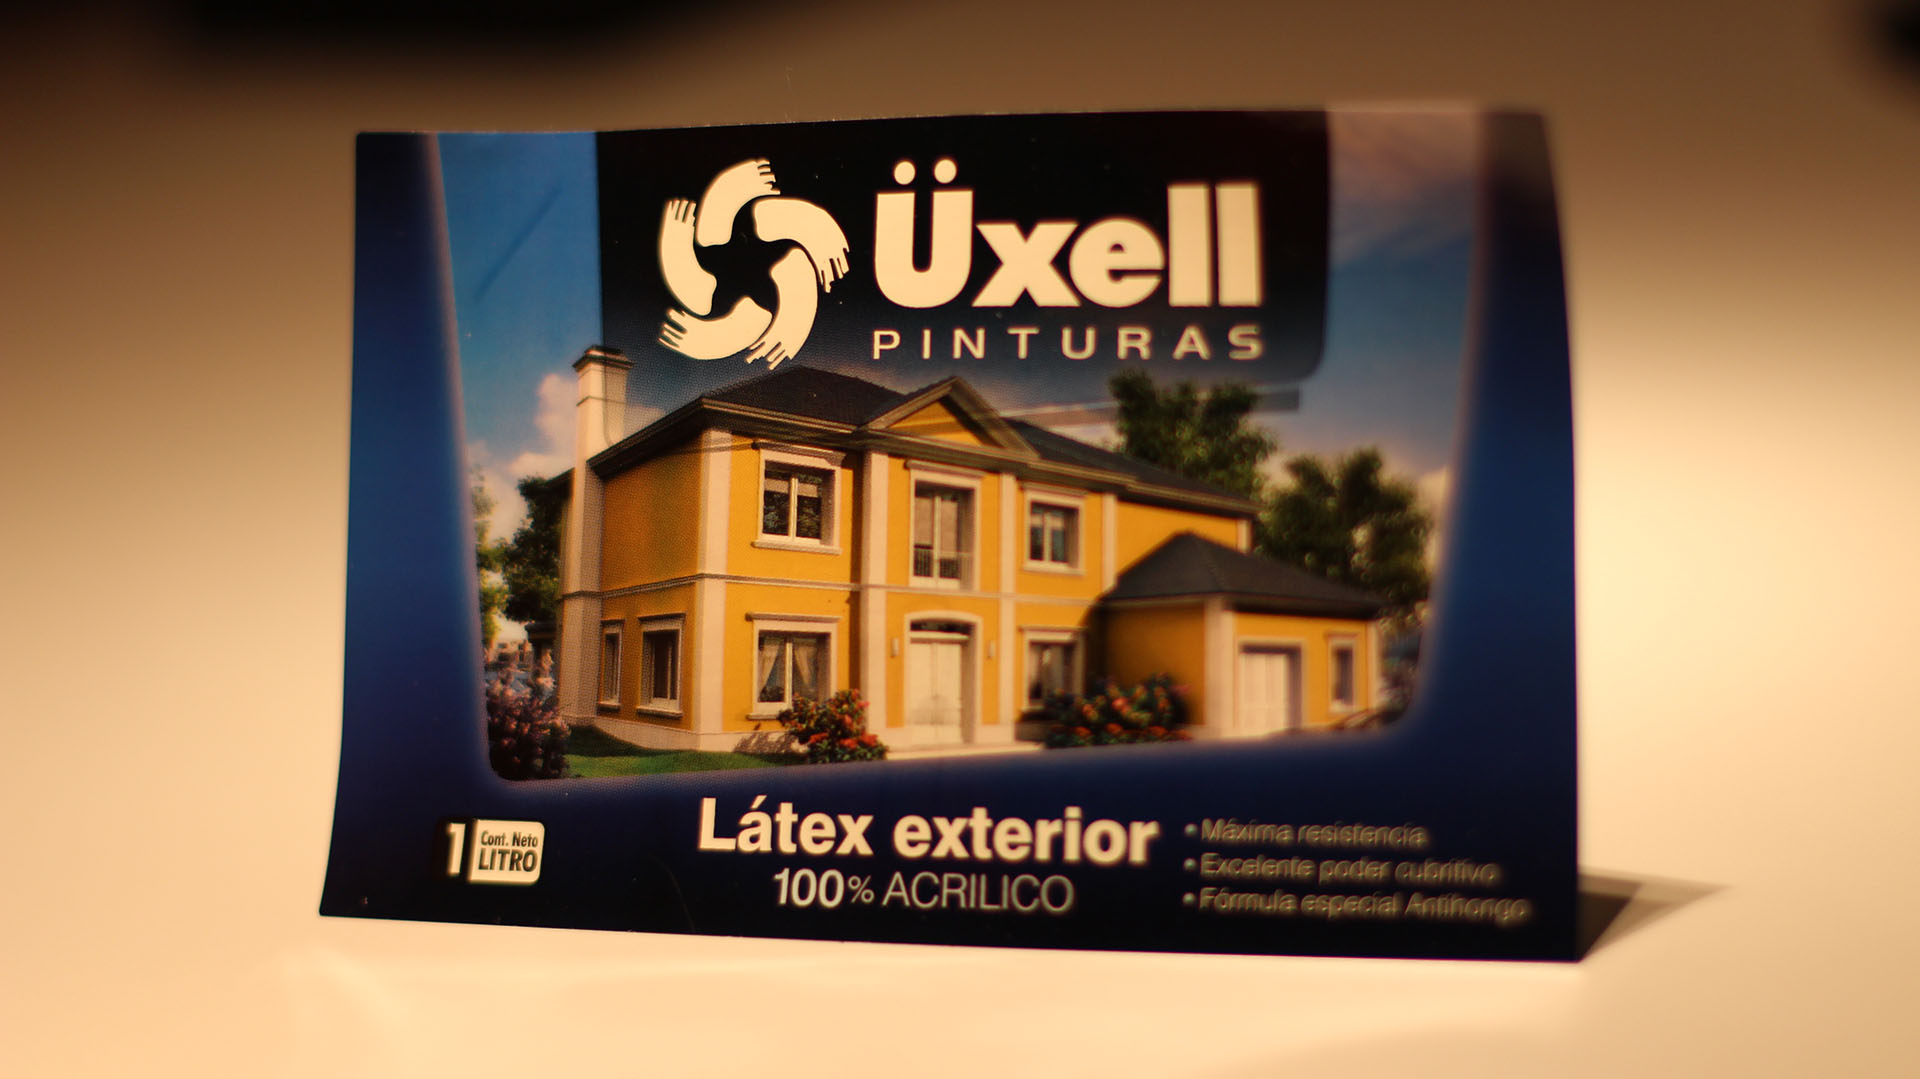 Üxell
PINTURAS
1 Cont. Neto
LITRO
Látex exterior
100% ACRILICO
• Máxima resistencia
• Excelente poder cubritivo
• Fórmula especial Antihongo